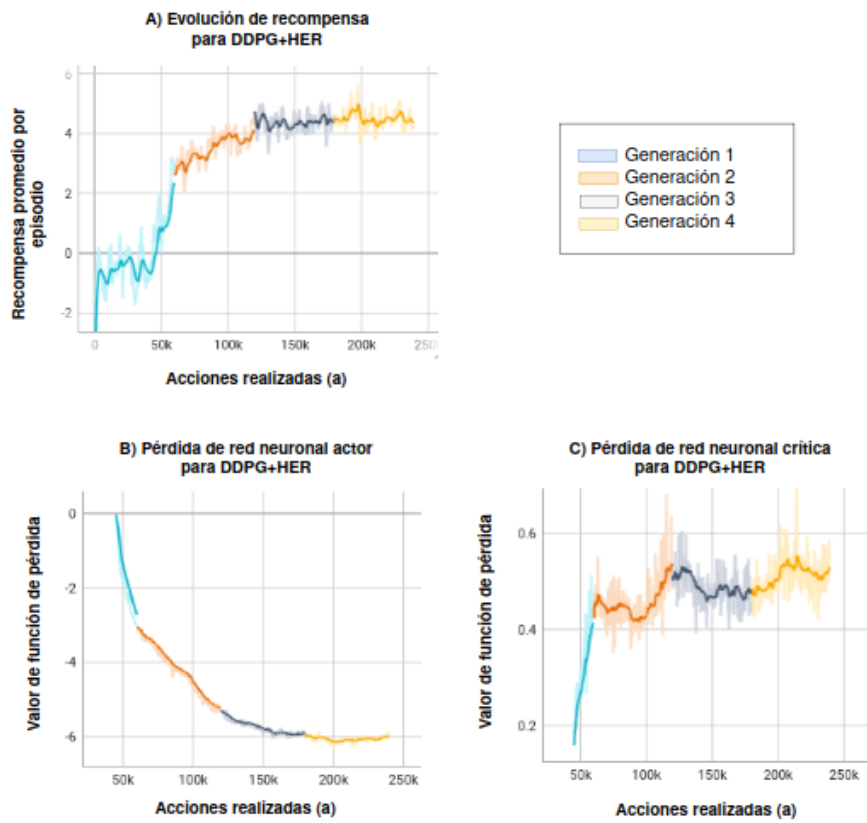 A) Evolución de recompensa
para DDPG+HER
6
4
2
0
-2
Recompensa promedio por
episodio
0
50k
100k
150k
200k
250
Acciones realizadas (a)
Generación 1
Generación 2
Generación 3
Generación 4
B) Pérdida de red neuronal actor
para DDPG+HER
0
-2
-4
-6
Valor de función de pérdida
50k
100k
150k
200k
250k
Acciones realizadas (a)
C) Pérdida de red neuronal crítica
para DDPG+HER
0.6
0.4
0.2
Valor de función de pérdida
50k
100k
150k
200k
250k
Acciones realizadas (a)